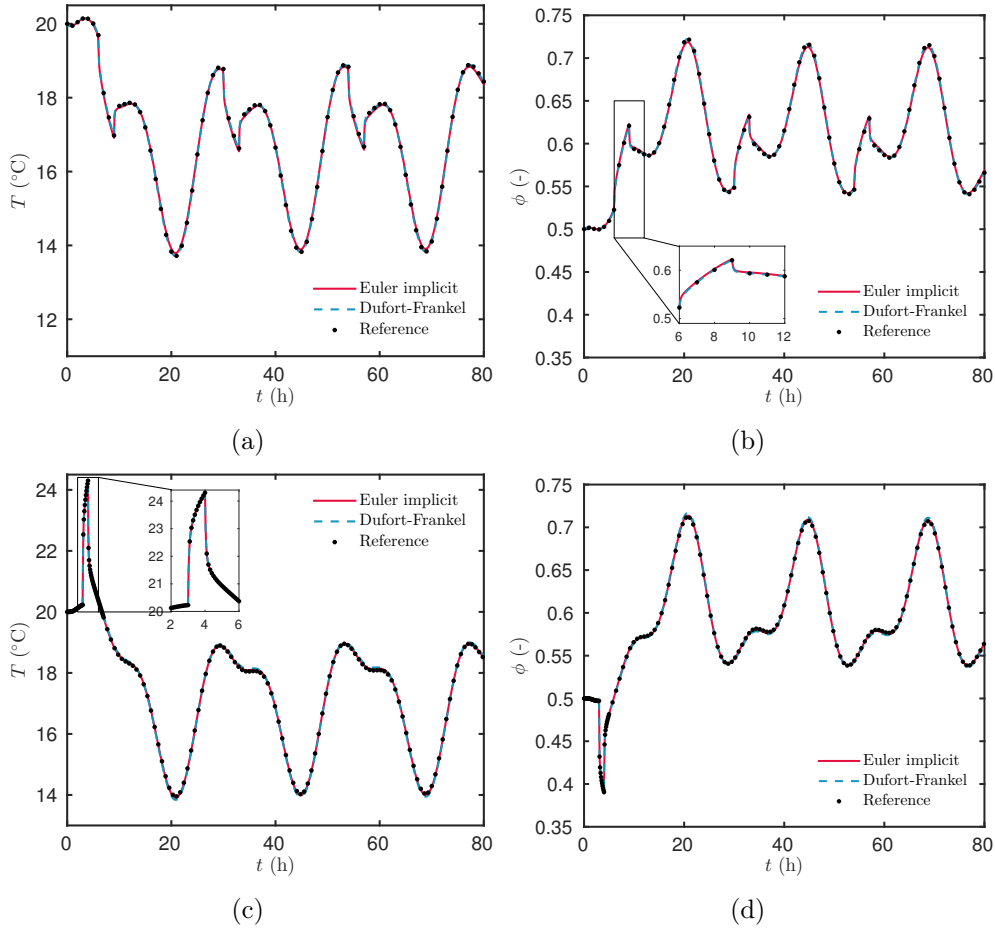 20
18
16
14
12
T (°C)
0
20
40
60
80
t (h)
Euler implicit
Dufort-Frankel
Reference
(a)
0.75
0.7
0.65
0.6
0.55
0.5
0.45
0.4
0.35
ϕ (-)
0
20
40
60
80
t (h)
0.6
0.5
6
8
10
12
Euler implicit
Dufort-Frankel
Reference
(b)
24
22
20
18
16
14
T (°C)
0
20
40
60
80
t (h)
24
23
22
21
20
2
4
6
Euler implicit
Dufort-Frankel
Reference
(c)
0.75
0.7
0.65
0.6
0.55
0.5
0.45
0.4
0.35
ϕ (-)
0
20
40
60
80
t (h)
Euler implicit
Dufort-Frankel
Reference
(d)